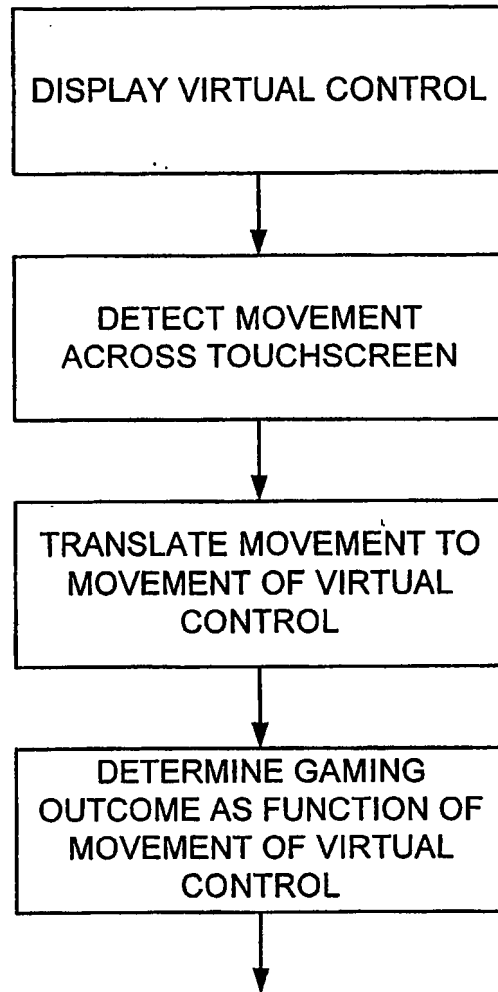 DISPLAY VIRTUAL CONTROL
DETECT MOVEMENT
ACROSS TOUCHSCREEN
TRANSLATE MOVEMENT TO
MOVEMENT OF VIRTUAL
CONTROL
DETERMINE GAMING
OUTCOME AS FUNCTION OF
MOVEMENT OF VIRTUAL
CONTROL